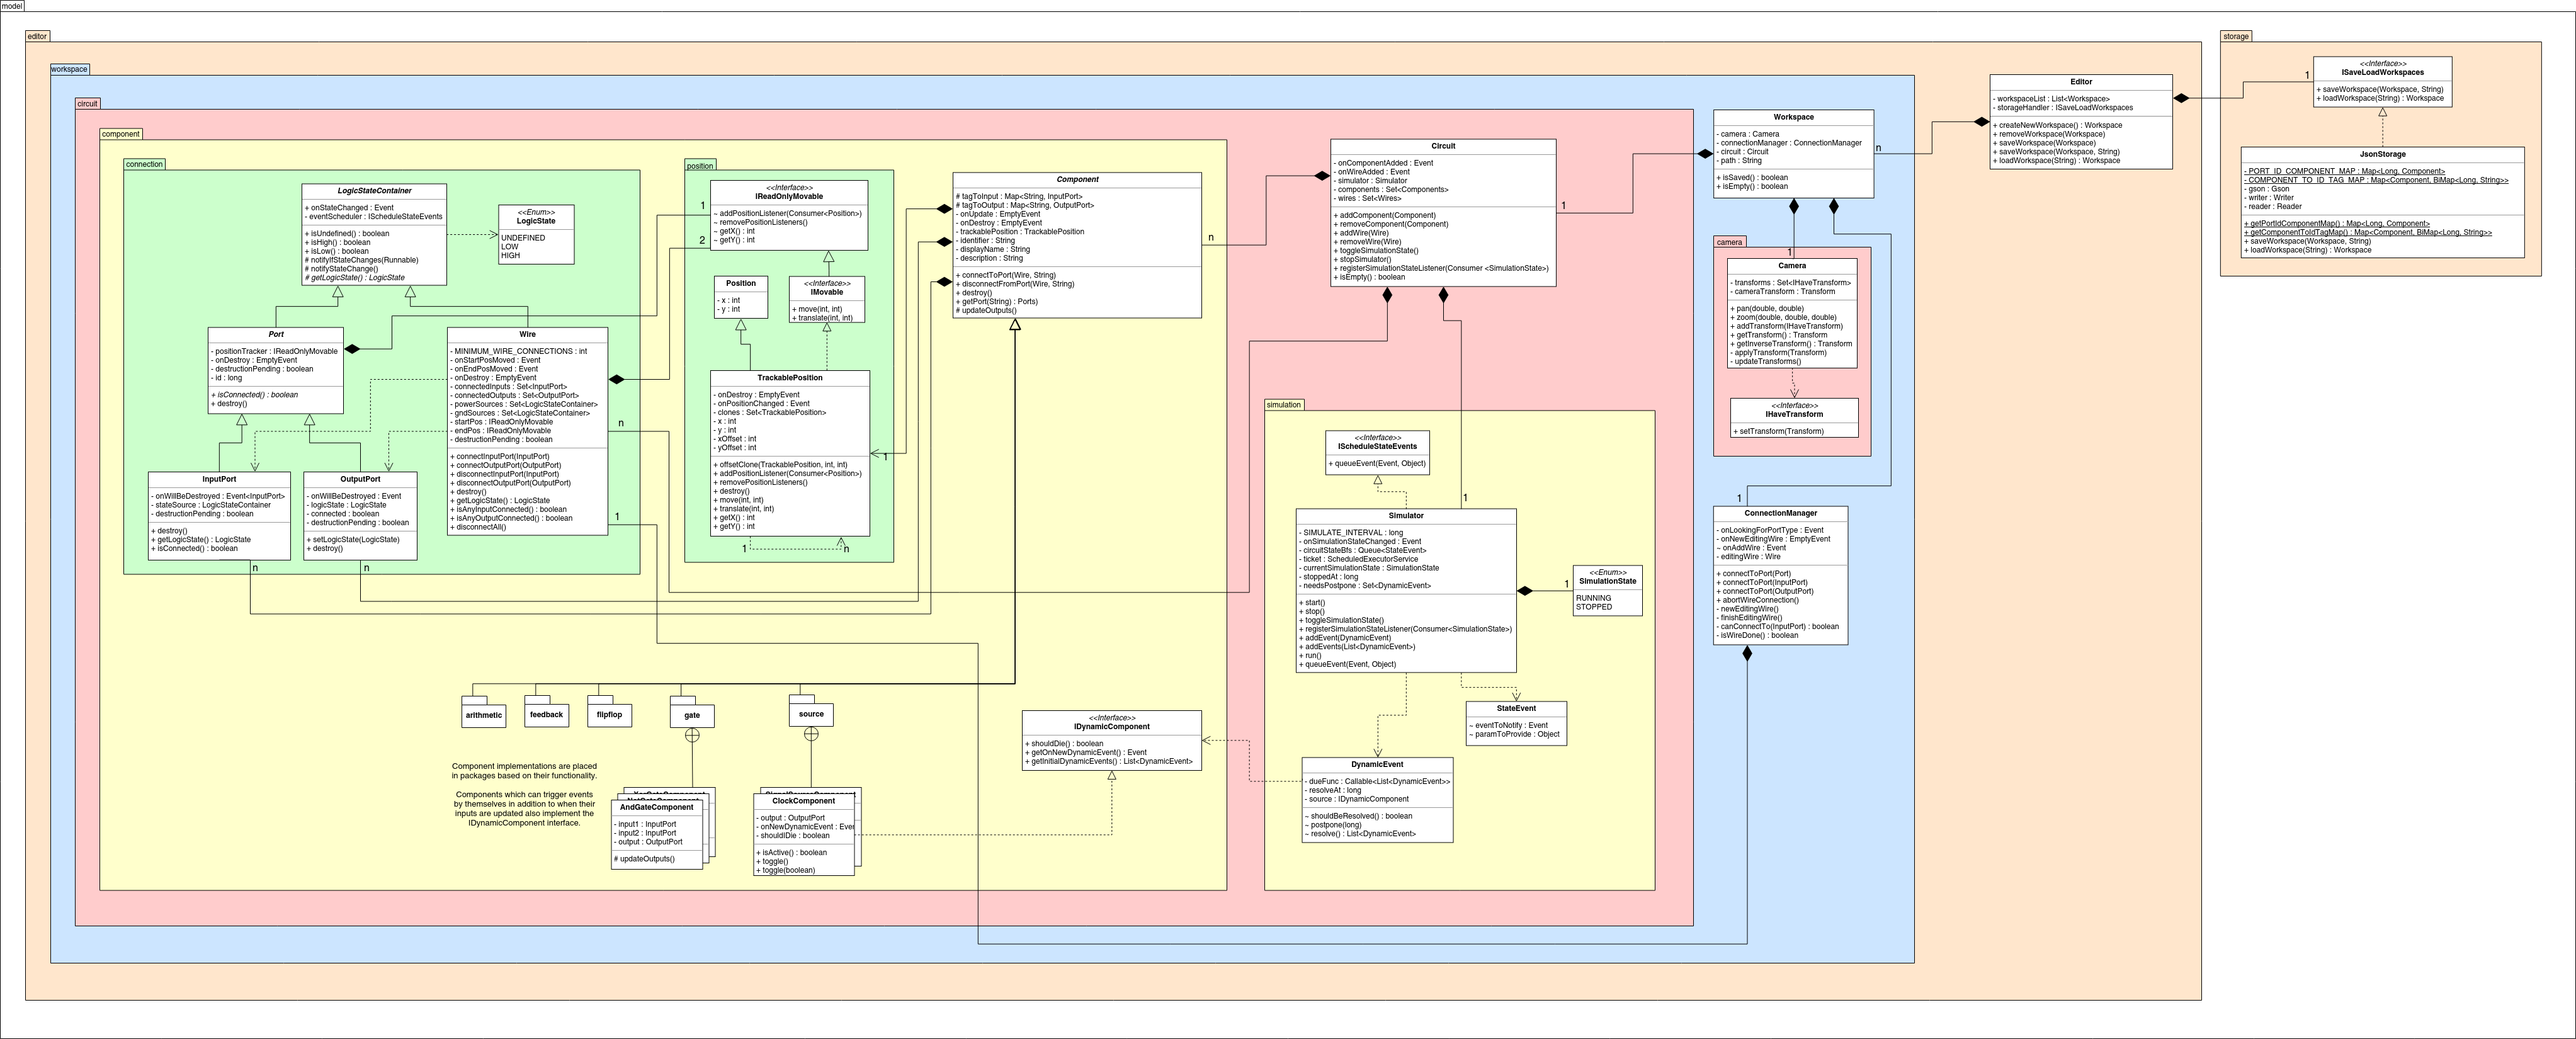 model
editor
workspace
circuit
component
connection
LogicStateContainer
+ onStateChanged : Event
- eventScheduler : IScheduleStateEvents
+ isUndefined() : boolean
+ isHigh() : boolean
+ isLow() : boolean
# notifyIfStateChanges(Runnable)
# notifyStateChange()
# getLogicState() : LogicState
<<Enum>>
LogicState
UNDEFINED
LOW
HIGH
Port
- positionTracker : IReadOnlyMovable
- onDestroy : EmptyEvent
- destructionPending : boolean
- id : long
+ isConnected() : boolean
+ destroy()
Wire
- MINIMUM_WIRE_CONNECTIONS : int
- onStartPosMoved : Event
- onEndPosMoved : Event
- onDestroy : EmptyEvent
- connectedInputs : Set<InputPort>
- connectedOutputs : Set<OutputPort>
- powerSources : Set<LogicStateContainer>
- gndSources : Set<LogicStateContainer>
- startPos : IReadOnlyMovable
- endPos : IReadOnlyMovable
- destructionPending : boolean
+ connectInputPort(InputPort)
+ connectOutputPort(OutputPort)
+ disconnectInputPort(InputPort)
+ disconnectOutputPort(OutputPort)
+ destroy()
+ getLogicState() : LogicState
+ isAnyInputConnected() : boolean
+ isAnyOutputConnected() : boolean
+ disconnectAll()
n
1
InputPort
- onWillBeDestroyed : Event<InputPort>
- stateSource : LogicStateContainer
- destructionPending : boolean
+ destroy()
+ getLogicState() : LogicState
+ isConnected() : boolean
n
OutputPort
- onWillBeDestroyed : Event
- logicState : LogicState
- connected : boolean
- destructionPending : boolean
+ setLogicState(LogicState)
+ destroy()
n
position
1
2
<<Interface>>
IReadOnlyMovable
~ addPositionListener(Consumer<Position>)
~ removePositionListeners()
~ getX() : int
~ getY() : int
Position
- x : int
- y : int
<<Interface>>
IMovable
+ move(int, int)
+ translate(int, int)
TrackablePosition
- onDestroy : EmptyEvent
- onPositionChanged : Event
- clones : Set<TrackablePosition>
- x : int
- y : int
- xOffset : int
- yOffset : int
+ offsetClone(TrackablePosition, int, int)
+ addPositionListener(Consumer<Position>)
+ removePositionListeners()
+ destroy()
+ move(int, int)
+ translate(int, int)
+ getX() : int
+ getY() : int
1
n
1
Component
# tagToInput : Map<String, InputPort>
# tagToOutput : Map<String, OutputPort>
- onUpdate : EmptyEvent
- onDestroy : EmptyEvent
- trackablePosition : TrackablePosition
- identifier : String
- displayName : String
- description : String
+ connectToPort(Wire, String)
+ disconnectFromPort(Wire, String)
+ destroy()
+ getPort(String) : Ports)
# updateOutputs()
n
arithmetic
feedback
flipflop
gate
source
Component implementations are placed
in packages based on their functionality.
Components which can trigger events
by themselves in addition to when their
inputs are updated also implement the
IDynamicComponent interface.
AndGateComponent
- input1 : InputPort
- input2 : InputPort
- output : OutputPort
# updateOutputs()
ClockComponent
- output : OutputPort
- onNewDynamicEvent : Eve
- shouldIDie : boolean
+ isActive() : boolean
+ toggle()
+ toggle(boolean)
<<Interface>>
IDynamicComponent
+ shouldDie() : boolean
+ getOnNewDynamicEvent() : Event
+ getInitialDynamicEvents() : List<DynamicEvent>
Circuit
- onComponentAdded : Event
- onWireAdded : Event
- simulator : Simulator
- components : Set<Components>
- wires : Set<Wires>
+ addComponent(Component)
+ removeComponent(Component)
+ addWire(Wire)
+ removeWire(Wire)
+ toggleSimulationState()
+ stopSimulator()
+ registerSimulationStateListener(Consumer <SimulationState>)
+ isEmpty() : boolean
1
simulation
<<Interface>>
IScheduleStateEvents
+ queueEvent(Event, Object)
1
Simulator
- SIMULATE_INTERVAL : long
- onSimulationStateChanged : Event
- circuitStateBfs : Queue<StateEvent>
- ticket : ScheduledExecutorService
- currentSimulationState : SimulationState
- stoppedAt : long
- needsPostpone : Set<DynamicEvent>
+ start()
+ stop()
+ toggleSimulationState()
+ registerSimulationStateListener(Consumer<SimulationState>)
+ addEvent(DynamicEvent)
+ addEvents(List<DynamicEvent>)
+ run()
+ queueEvent(Event, Object)
1
<<Enum>>
SimulationState
RUNNING
STOPPED
StateEvent
~ eventToNotify : Event
~ paramToProvide : Object
DynamicEvent
- dueFunc : Callable<List<DynamicEvent>>
- resolveAt : long
- source : IDynamicComponent
~ shouldBeResolved() : boolean
~ postpone(long)
~ resolve() : List<DynamicEvent>
Workspace
- camera : Camera
- connectionManager : ConnectionManager
- circuit : Circuit
- path : String
+ isSaved() : boolean
+ isEmpty() : boolean
n
camera
1
Camera
- transforms : Set<IHaveTransform>
- cameraTransform : Transform
+ pan(double, double)
+ zoom(double, double, double)
+ addTransform(IHaveTransform)
+ getTransform() : Transform
+ getInverseTransform() : Transform
- applyTransform(Transform)
- updateTransforms()
<<Interface>>
IHaveTransform
+ setTransform(Transform)
1
ConnectionManager
- onLookingForPortType : Event
- onNewEditingWire : EmptyEvent
~ onAddWire : Event
- editingWire : Wire
+ connectToPort(Port)
+ connectToPort(InputPort)
+ connectToPort(OutputPort)
+ abortWireConnection()
- newEditingWire()
- finishEditingWire()
- canConnectTo(InputPort) : boolean
- isWireDone() : boolean
Editor
- workspaceList : List<Workspace>
- storageHandler : ISaveLoadWorkspaces
+ createNewWorkspace() : Workspace
+ removeWorkspace(Workspace)
+ saveWorkspace(Workspace)
+ saveWorkspace(Workspace, String)
+ loadWorkspace(String) : Workspace
storage
1
<<Interface>>
ISaveLoadWorkspaces
+ saveWorkspace(Workspace, String)
+ loadWorkspace(String) : Workspace
JsonStorage
- PORT_ID_COMPONENT_MAP : Map<Long, Component>
- COMPONENT_TO_ID_TAG_MAP : Map<Component, BiMap<Long, String>>
- gson : Gson
- writer : Writer
- reader : Reader
+ getPortIdComponentMap() : Map<Long, Component>
+ getComponentToIdTagMap() : Map<Component, BiMap<Long, String>>
+ saveWorkspace(Workspace, String)
+ loadWorkspace(String) : Workspace